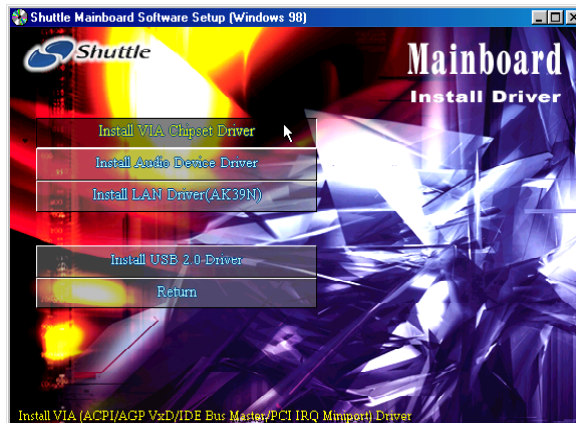 Shuttle Mainboard Software Setup (Windows 98)
Shuttle
Mainboard
Install Driver
Install VIA Chipset Driver
Install Audio Device Driver
Install LAN Driver(AK39N)
Install USB 2.0 Driver
Return
Install VIA (ACPI/AGP VxD/IDE Bus Master/PCI IRQ Miniport) Driver